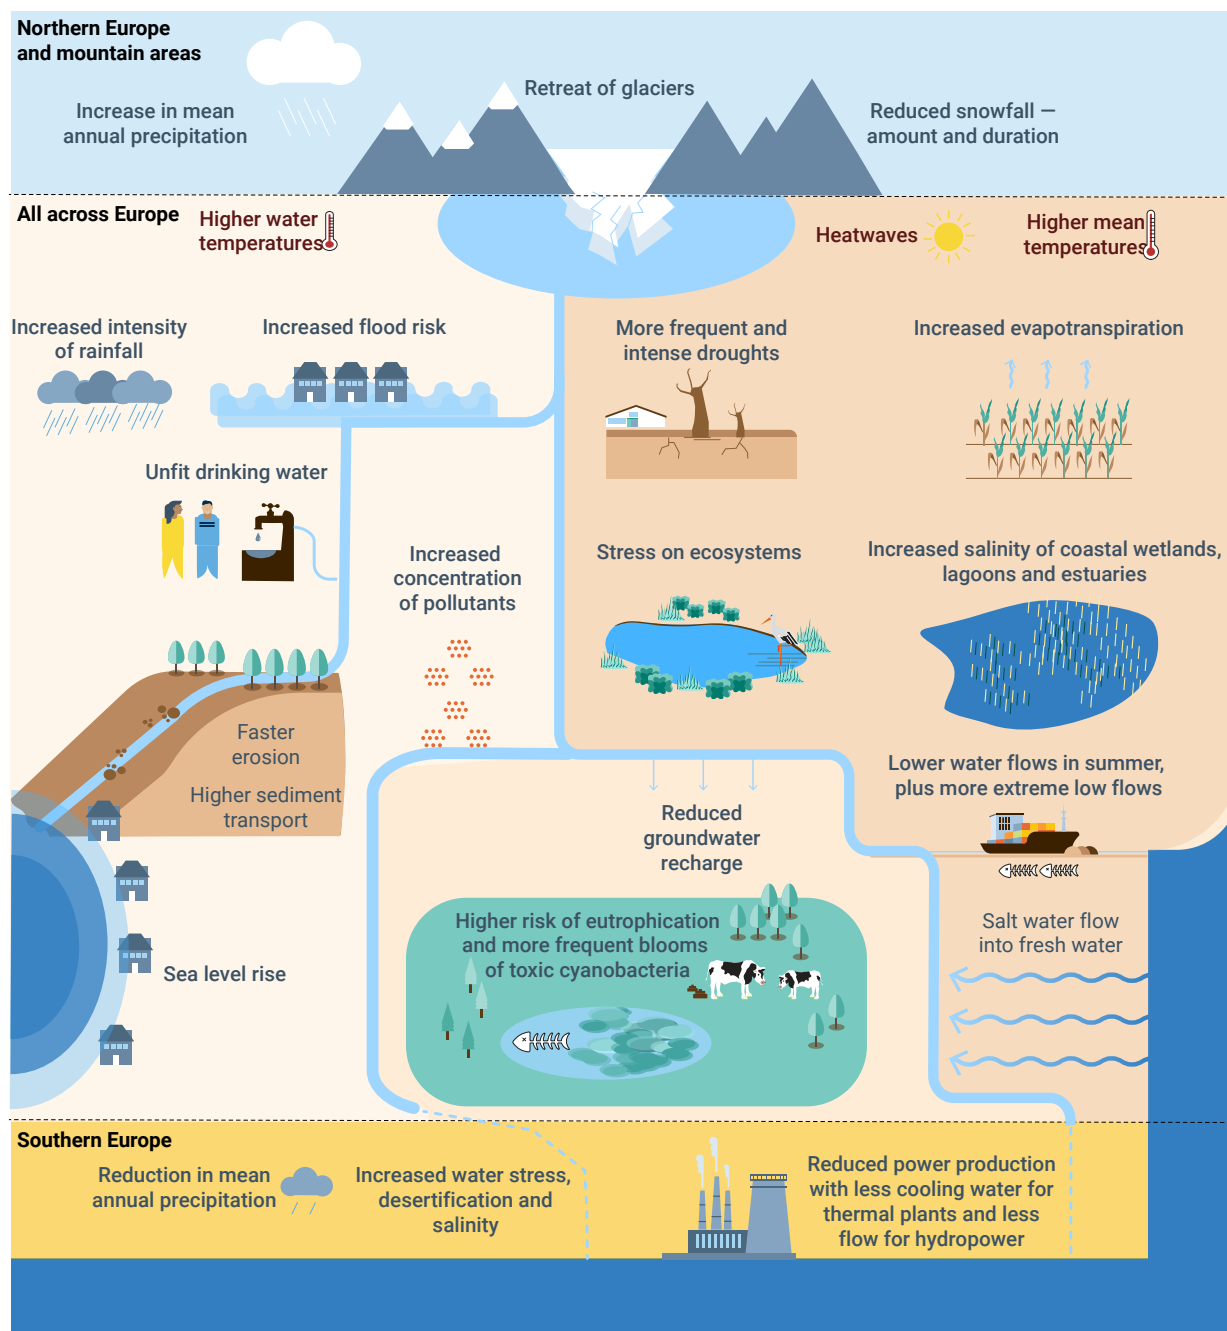 Northern Europe
and mountain areas
Increase in mean
annual precipitation
Retreat of glaciers
Reduced snowfall —
amount and duration
All across Europe
Higher water
temperatures
Heatwaves
Higher mean
temperatures
Increased intensity
of rainfall
Increased flood risk
More frequent and
intense droughts
Increased evapotranspiration
Unfit drinking water
Increased
concentration
of pollutants
Stress on ecosystems
Increased salinity of coastal wetlands,
lagoons and estuaries
Faster
erosion
Higher sediment
transport
Lower water flows in summer,
plus more extreme low flows
Reduced
groundwater
recharge
Higher risk of eutrophication
and more frequent blooms
of toxic cyanobacteria
Salt water flow
into fresh water
Sea level rise
Southern Europe
Reduction in mean
annual precipitation
Increased water stress,
desertification and
salinity
Reduced power production
with less cooling water for
thermal plants and less
flow for hydropower